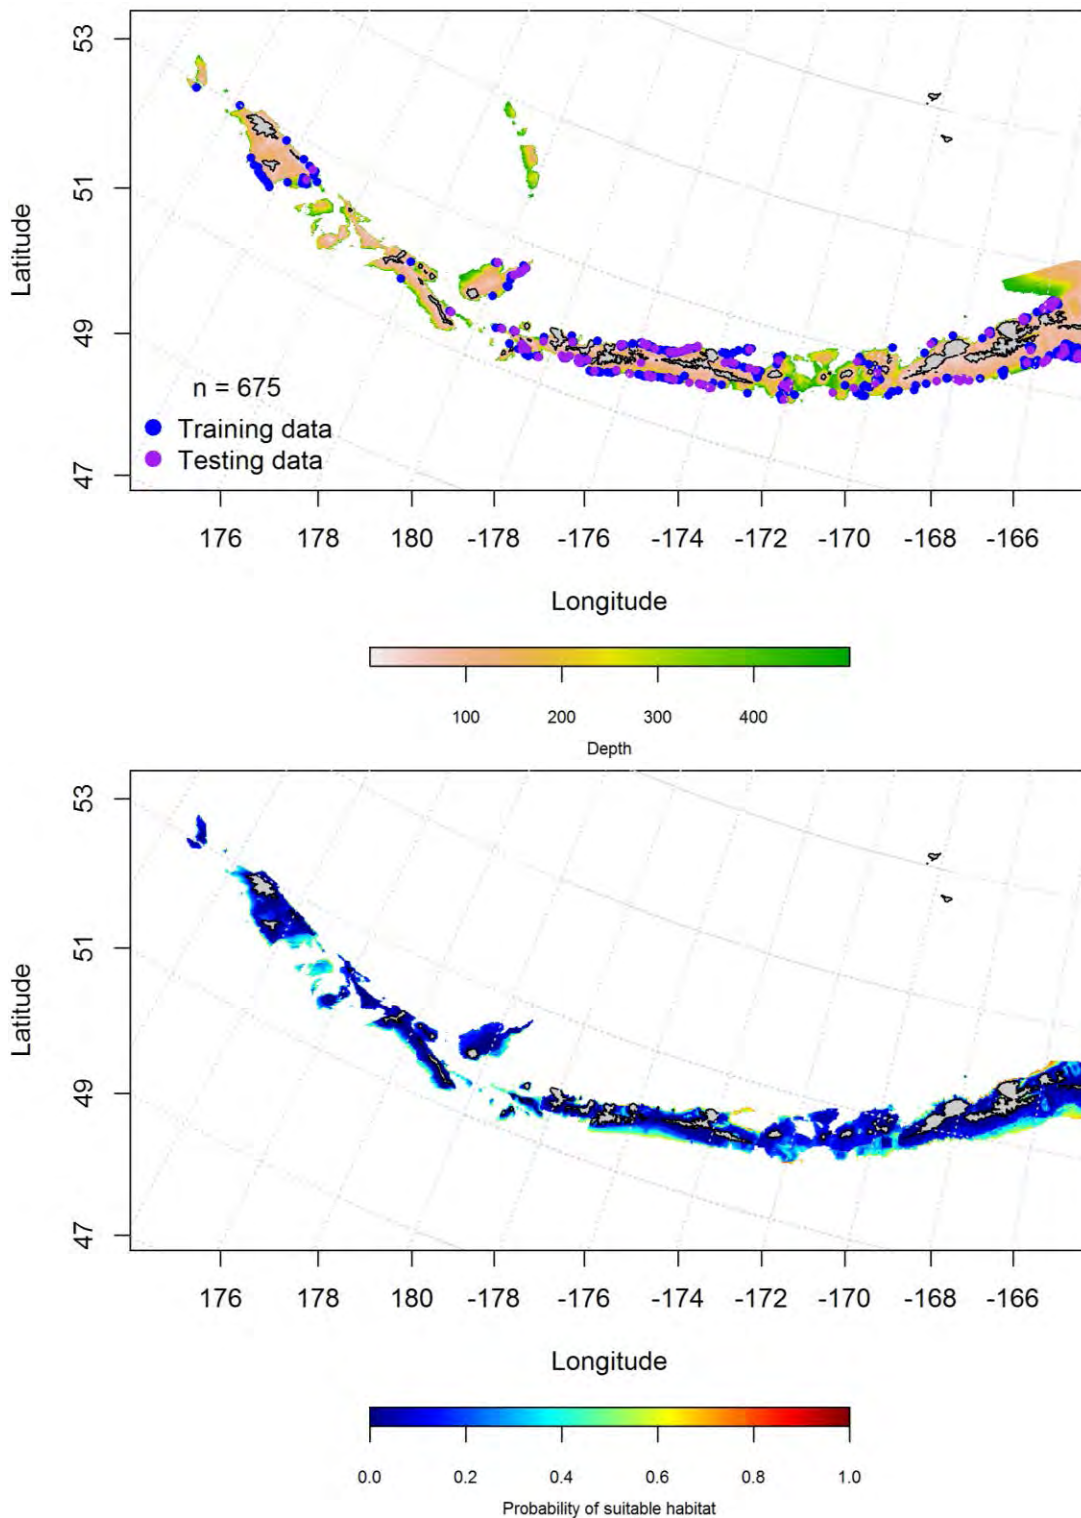 53
51
49
47
Latitude
n = 675
Training data
Testing data
176 178 180 -178 -176 -174 -172 -170 -168 -166
Longitude
100 200 300 400
Depth
53
51
49
47
Latitude
176 178 180 -178 -176 -174 -172 -170 -168 -166
Longitude
0.0 0.2 0.4 0.6 0.8 1.0
Probability of suitable habitat